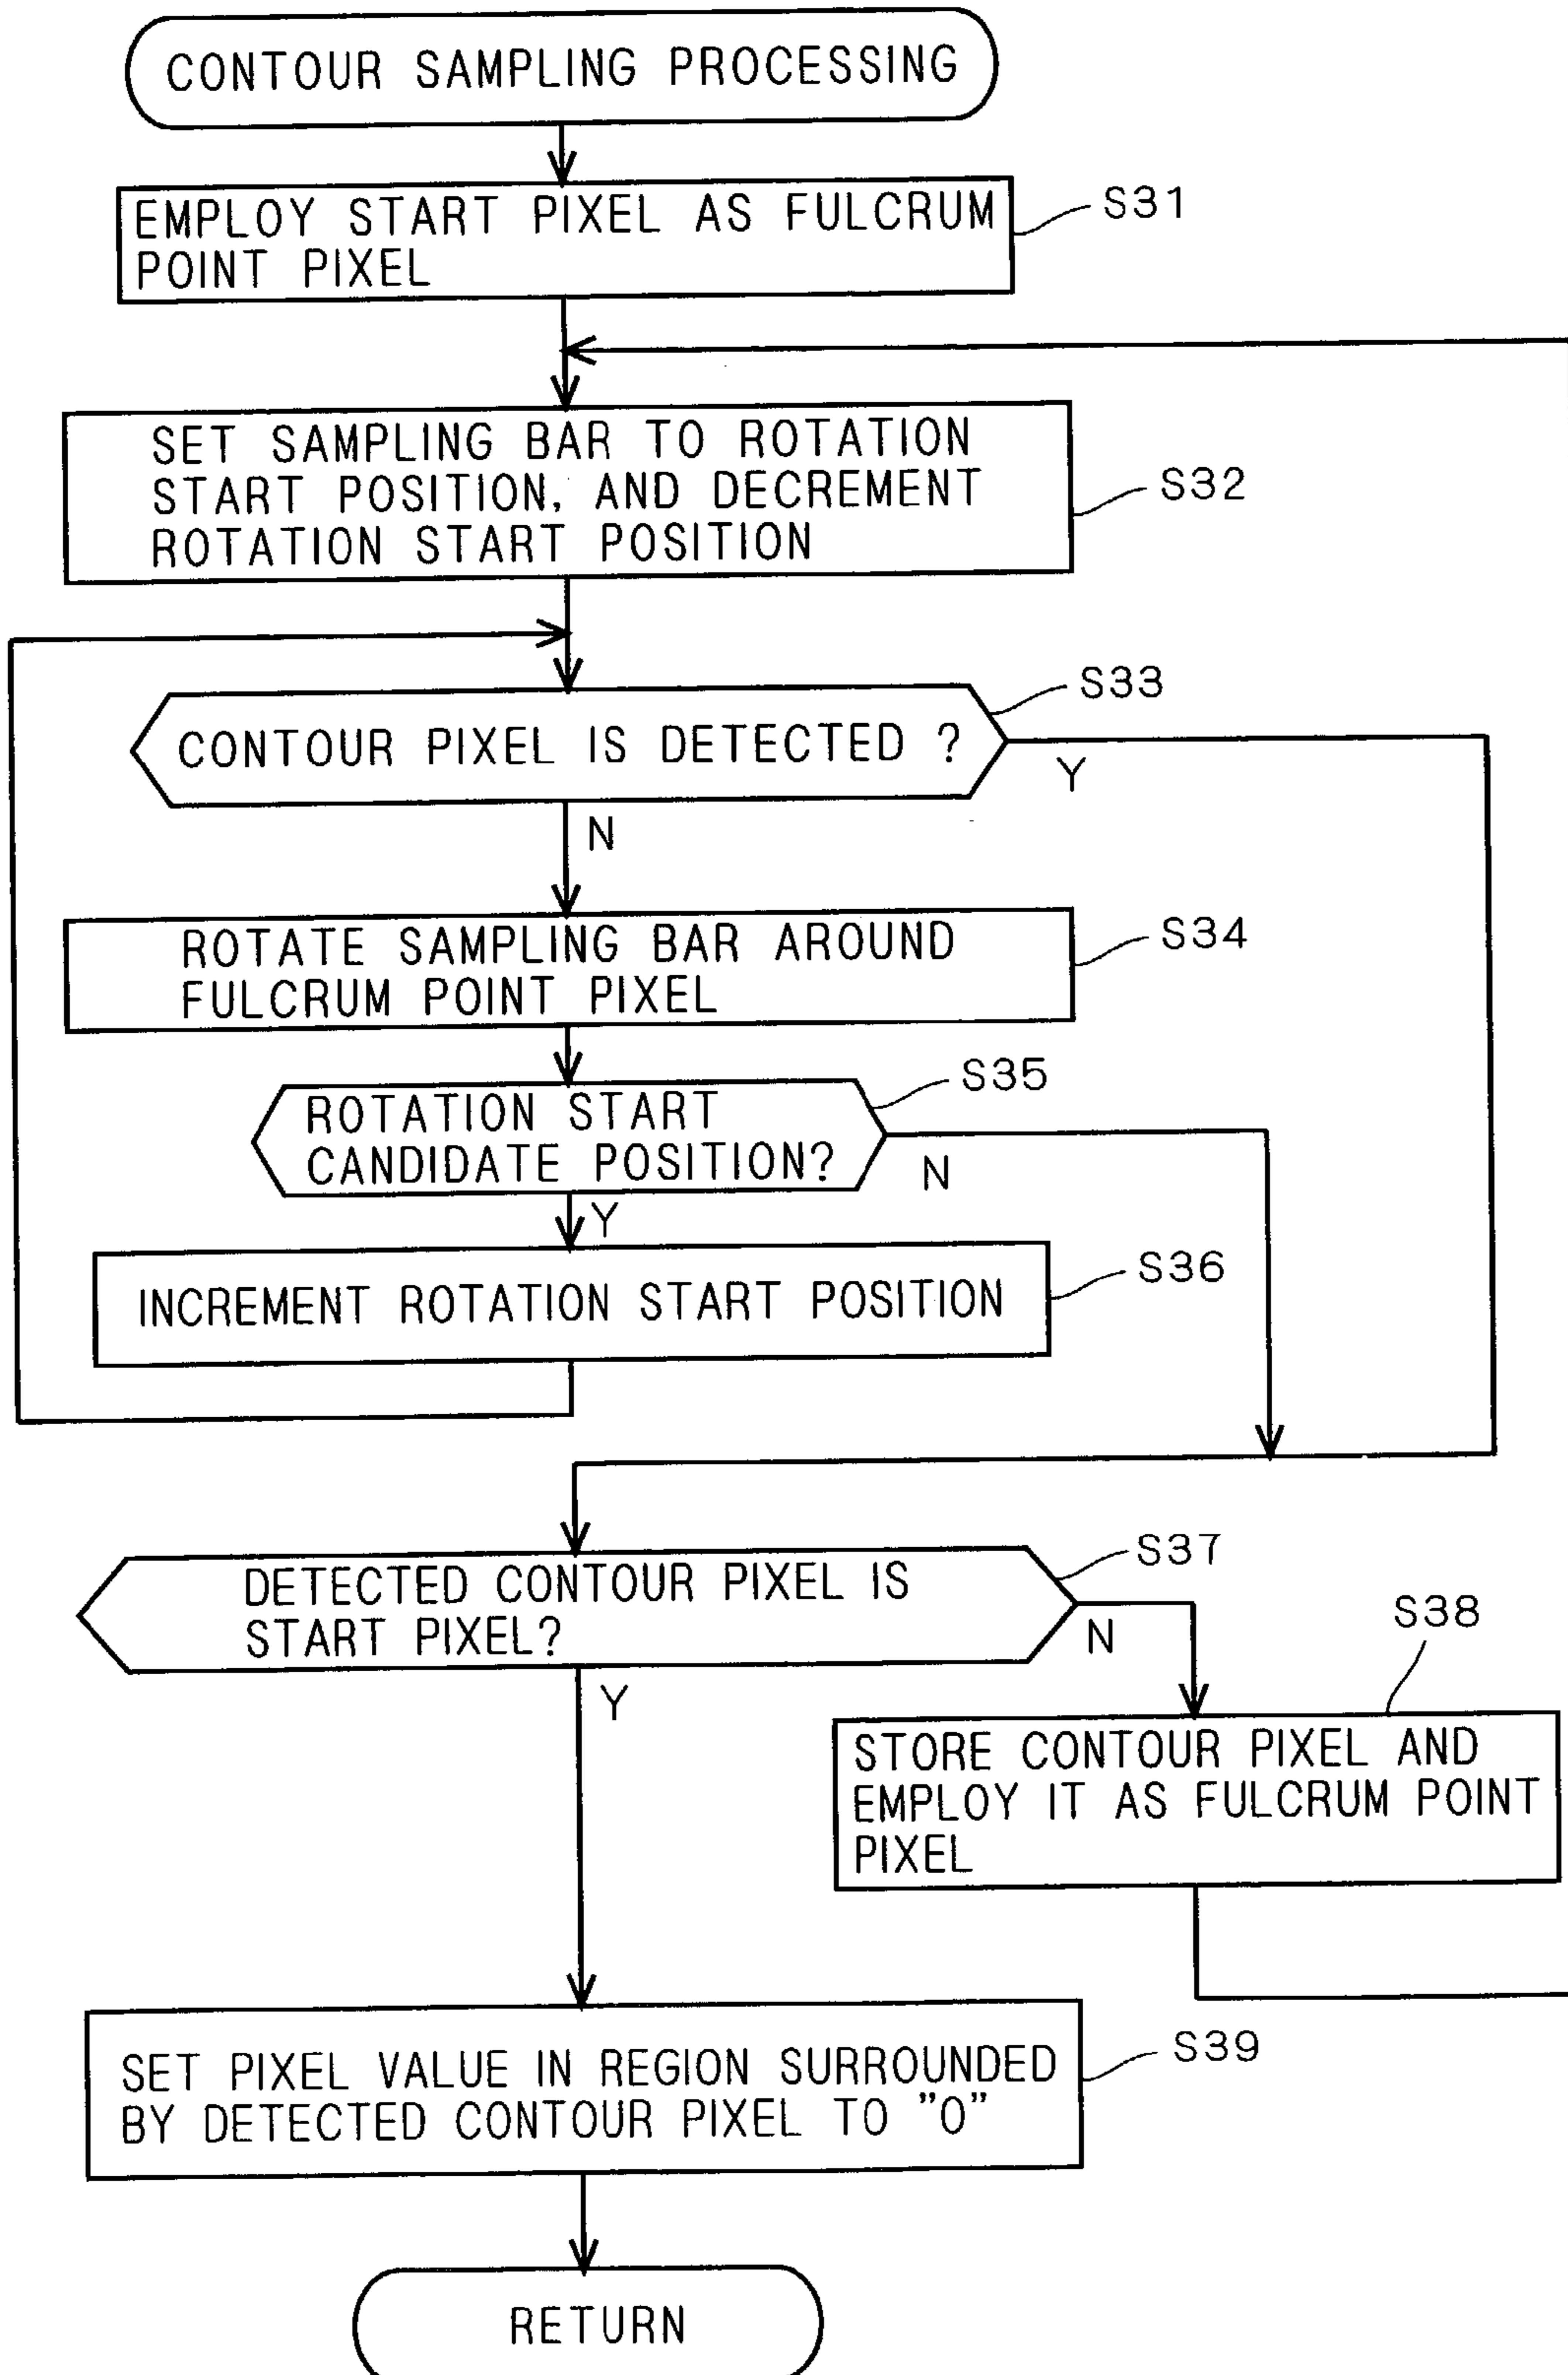 CONTOUR SAMPLING PROCESSING
EMPLOY START PIXEL AS FULCRUM
POINT PIXEL
S31
SET SAMPLING BAR TO ROTATION
START POSITION, AND DECREMENT
ROTATION START POSITION
S32
CONTOUR PIXEL IS DETECTED ?
S33
Y
N
ROTATE SAMPLING BAR AROUND
FULCRUM POINT PIXEL
S34
ROTATION START
CANDIDATE POSITION?
S35
N
Y
INCREMENT ROTATION START POSITION
S36
DETECTED CONTOUR PIXEL IS
START PIXEL?
S37
N
Y
S38
STORE CONTOUR PIXEL AND
EMPLOY IT AS FULCRUM POINT
PIXEL
SET PIXEL VALUE IN REGION SURROUNDED
BY DETECTED CONTOUR PIXEL TO "0"
S39
RETURN